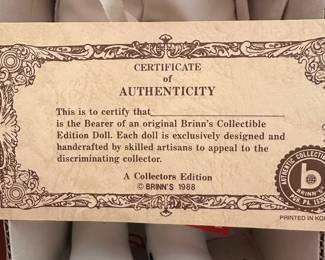 CERTIFICATE
of
AUTHENTICITY
This is to certify that
is the Bearer of an original Brinn's Collectible
Edition Doll. Each doll is exclusively designed and
handcrafted by skilled artisans to appeal to the
discriminating collector.
A Collectors Edition
© BRINN'S 1988
b
BRINN'S
PRINTED IN KO